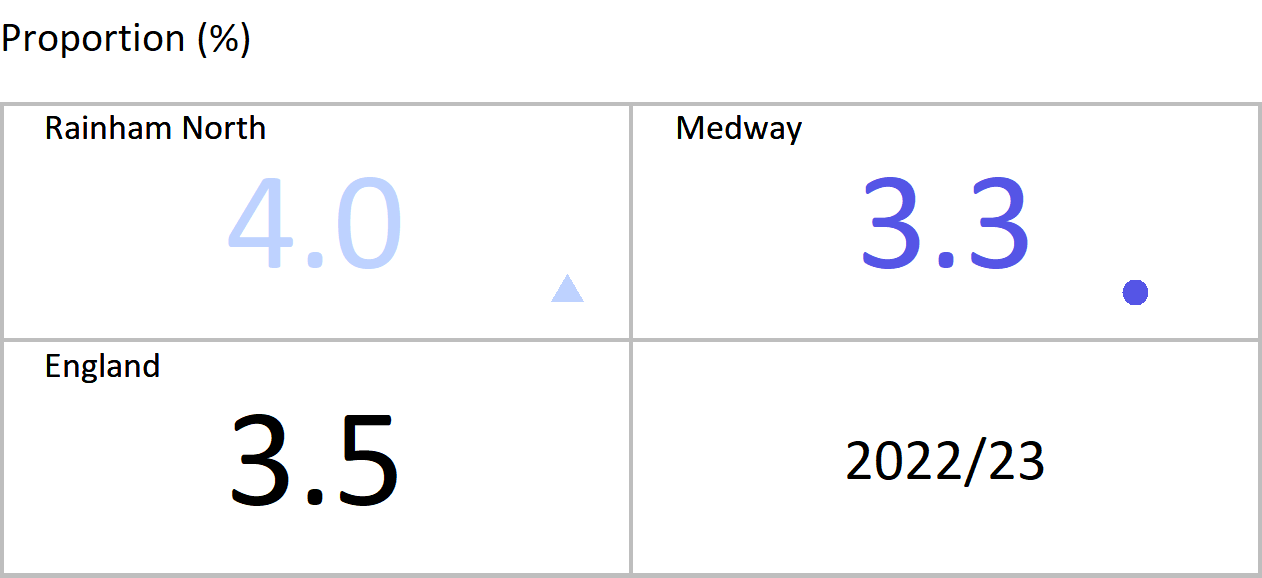 Proportion (%)
Rainham North
4.0
Medway
3.3
England
3.5
2022/23